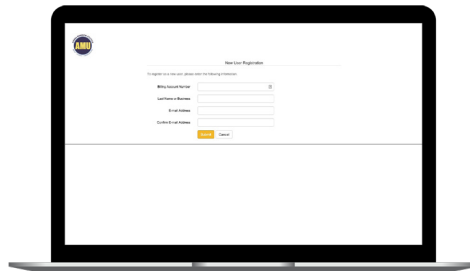 AMU
New User Registration
To register as a new user, please enter the following information.
Billing Account Number
Last Name or Business
E-mail Address
Confirm E-mail Address
Submit Cancel